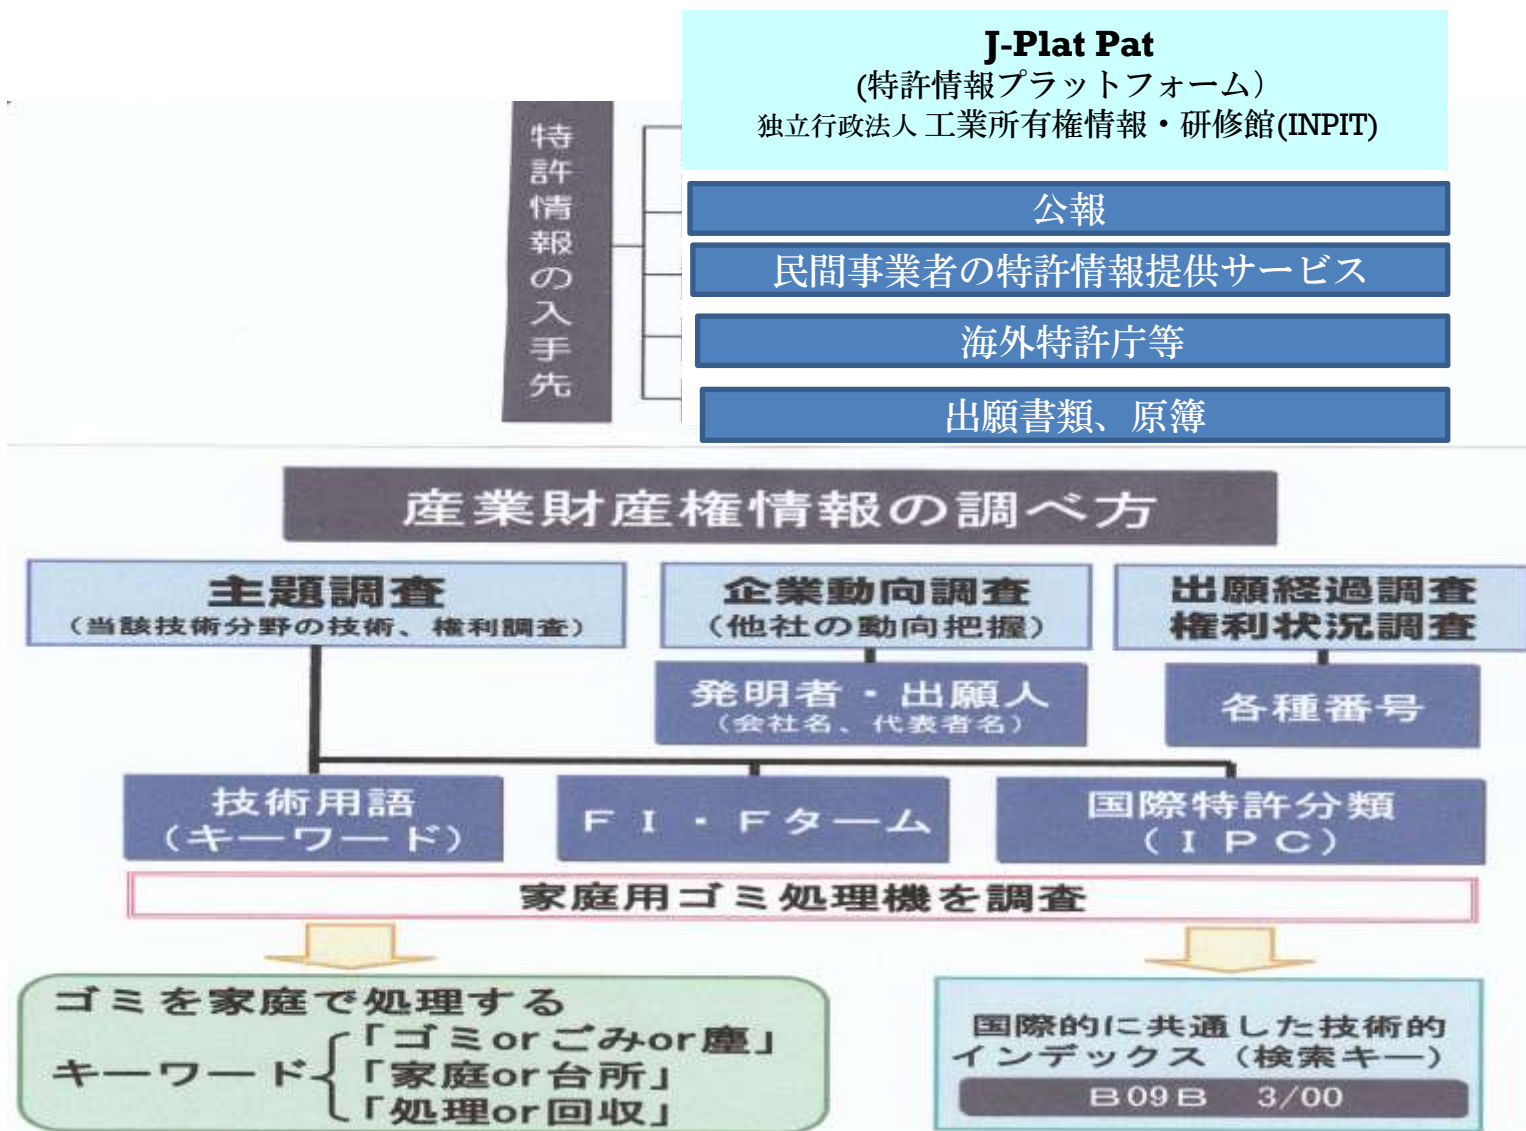 J-Plat Pat
(特許情報プラットフォーム）
独立行政法人 工業所有権情報・研修館(INPIT)
特許情報の入手先
公報
民間事業者の特許情報提供サービス
海外特許庁等
出願書類、原簿
産業財産権情報の調べ方
主題調査
（当該技術分野の技術、権利調査）
企業動向調査
（他社の動向把握）
出願経過調査
権利状況調査
発明者・出願人
（会社名、代表者名）
各種番号
技術用語
（キーワード）
ＦＩ・Ｆターム
国際特許分類
（ＩＰＣ）
家庭用ゴミ処理機を調査
ゴミを家庭で処理する
キーワード
「ゴミorごみor塵」
「家庭or台所」
「処理or回収」
国際的に共通した技術的
インデックス（検索キー）
Ｂ09Ｂ　3/00